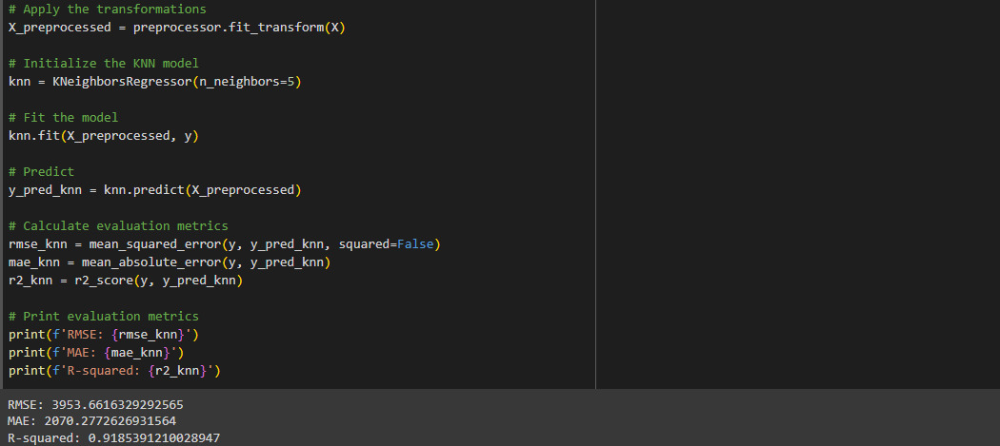 # Apply the transformations
X_preprocessed = preprocessor.fit_transform(X)
# Initialize the KNN model
knn = KNeighborsRegressor(n_neighbors=5)
# Fit the model
knn.fit(X_preprocessed, y)
# Predict
y_pred_knn = knn.predict(X_preprocessed)
# Calculate evaluation metrics
rmse_knn = mean_squared_error(y, y_pred_knn, squared=False)
mae_knn = mean_absolute_error(y, y_pred_knn)
r2_knn = r2_score(y, y_pred_knn)
# Print evaluation metrics
print(f'RMSE: {rmse_knn}')
print(f'MAE: {mae_knn}')
print(f'R-squared: {r2_knn}')
RMSE: 3953.6616329292565
MAE: 2070.2772626931564
R-squared: 0.9185391210028947